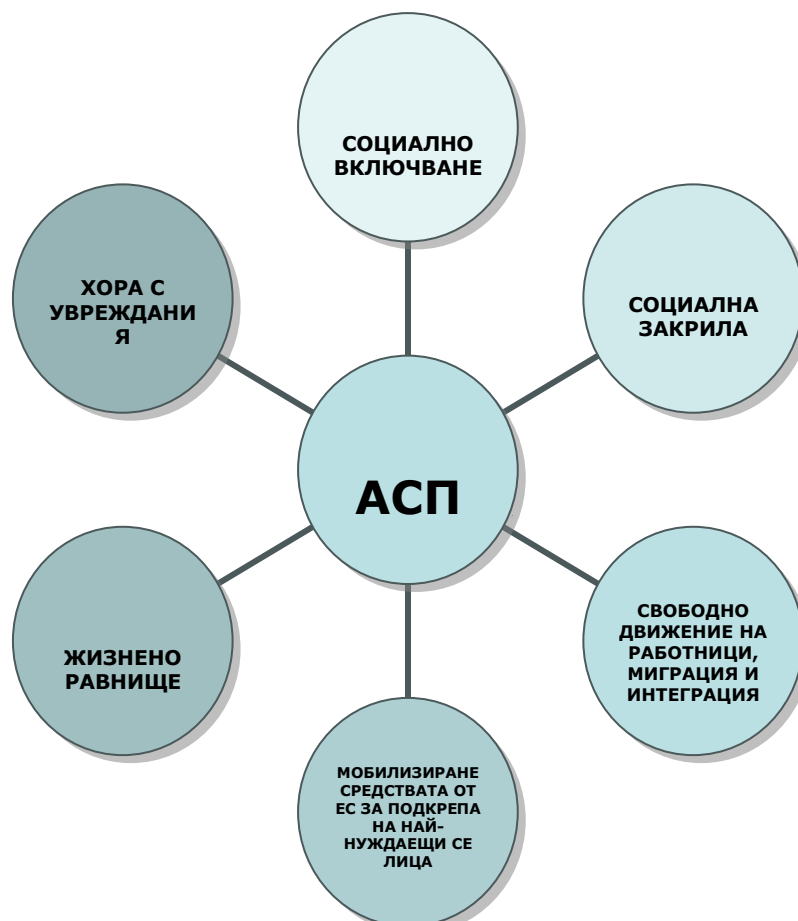 СОЦИАЛНО
ВКЛЮЧВАНЕ
ХОРА С
УВРЕЖДАНИ
Я
СОЦИАЛНА
ЗАКРИЛА
АСП
ЖИЗНЕНО
РАВНИЩЕ
СВОБОДНО
ДВИЖЕНИЕ НА
РАБОТНИЦИ,
МИГРАЦИЯ И
ИНТЕГРАЦИЯ
МОБИЛИЗИРАНЕ
СРЕДСТВАТА ОТ
ЕС ЗА ПОДКРЕПА
НА НАЙ-
НУЖДАЕЩИ СЕ
ЛИЦА